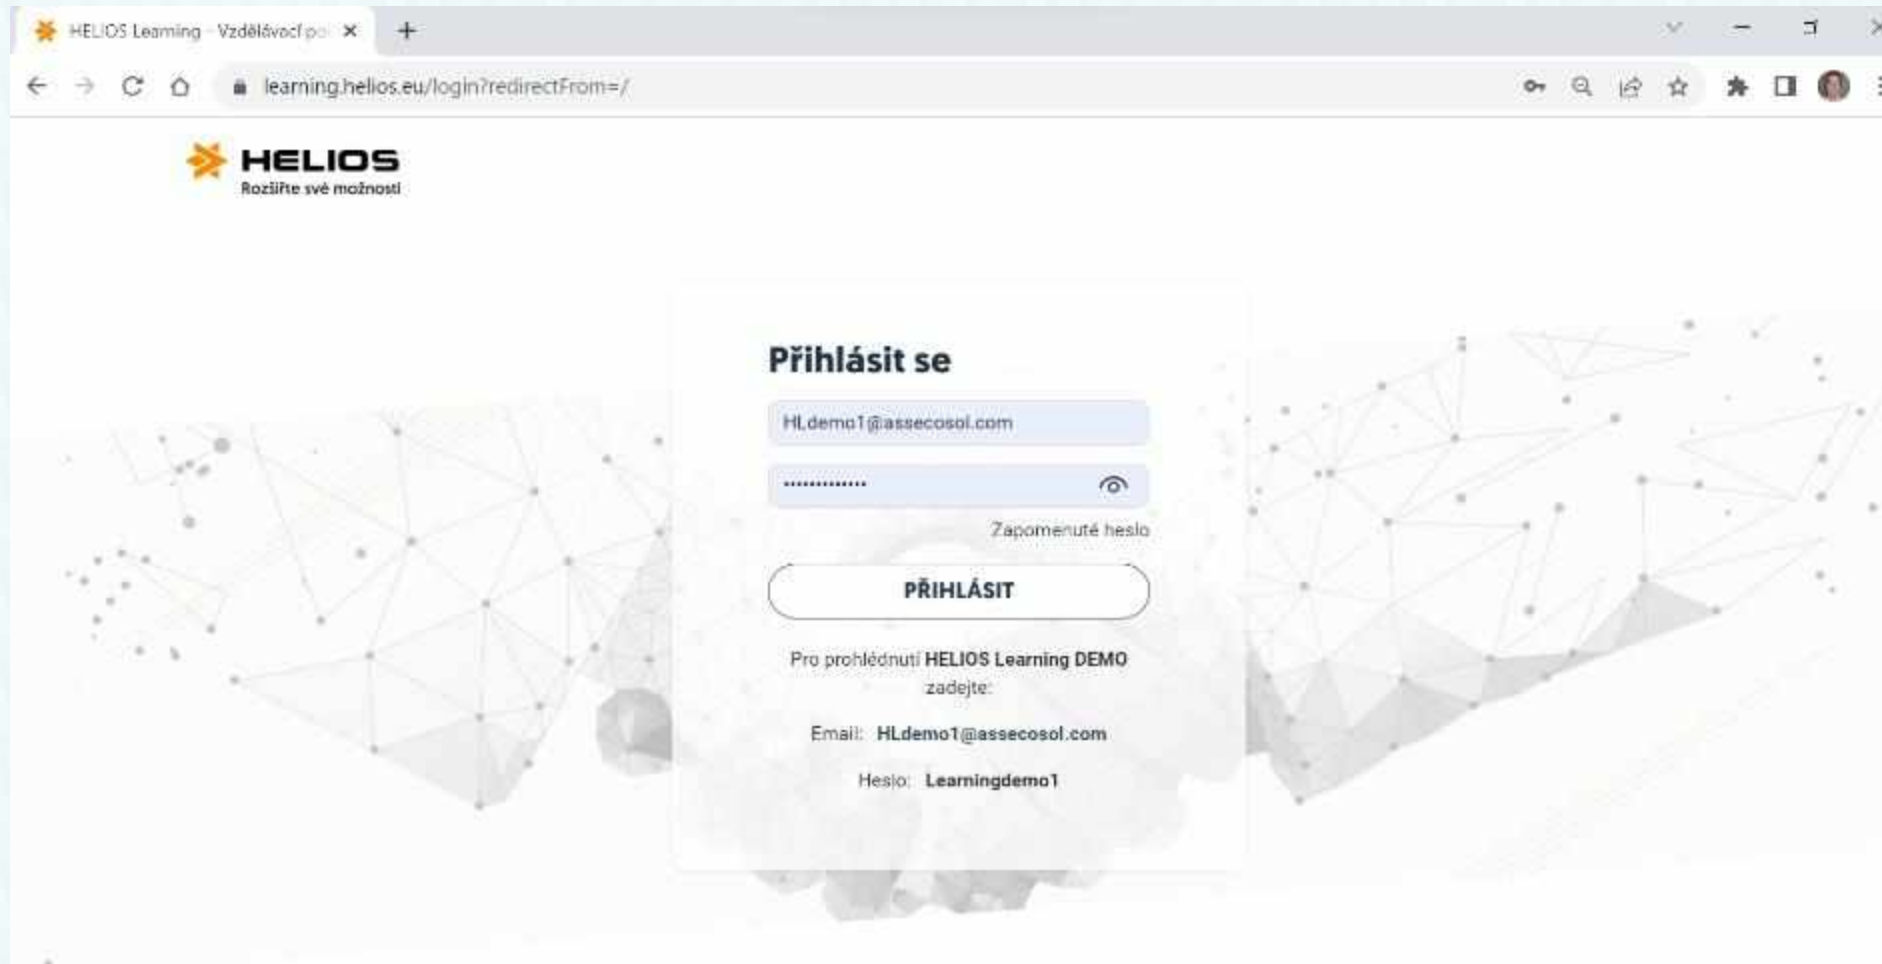 HELIOS Learning - Vzdělávací po
learning.helios.eu/login?redirectFrom=/
HELIOS
Rozšiřte své možnosti
Přihlásit se
HLdemo1@assecosol.com
•••••••••••••
Zapomenuté heslo
PŘIHLÁSIT
Pro prohlédnutí HELIOS Learning DEMO
zadejte:
Email: HLdemo1@assecosol.com
Heslo: Learningdemo1